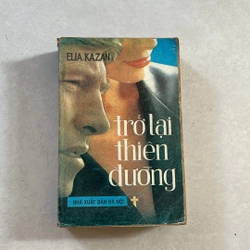 ELIA KAZAN
trở lại
thiên
đường
NHÀ XUẤT BẢN HÀ NỘI